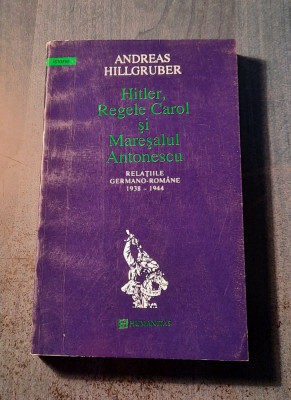 ANDREAS
HILLGRUBER
Hitler,
Regele Carol
şi
Mareşalul
Antonescu
RELAŢIILE
GERMANO-ROMÂNE
1938 - 1944
HUMANITAS